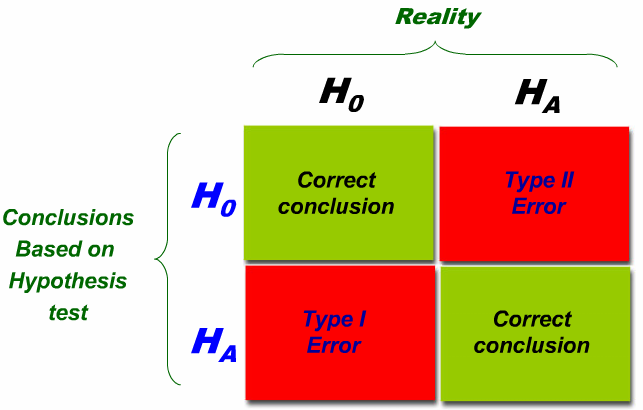 Reality
H0 HA
H0
Correct
conclusion
Type II
Error
Conclusions
Based on
Hypothesis
test
HA
Type I
Error
Correct
conclusion